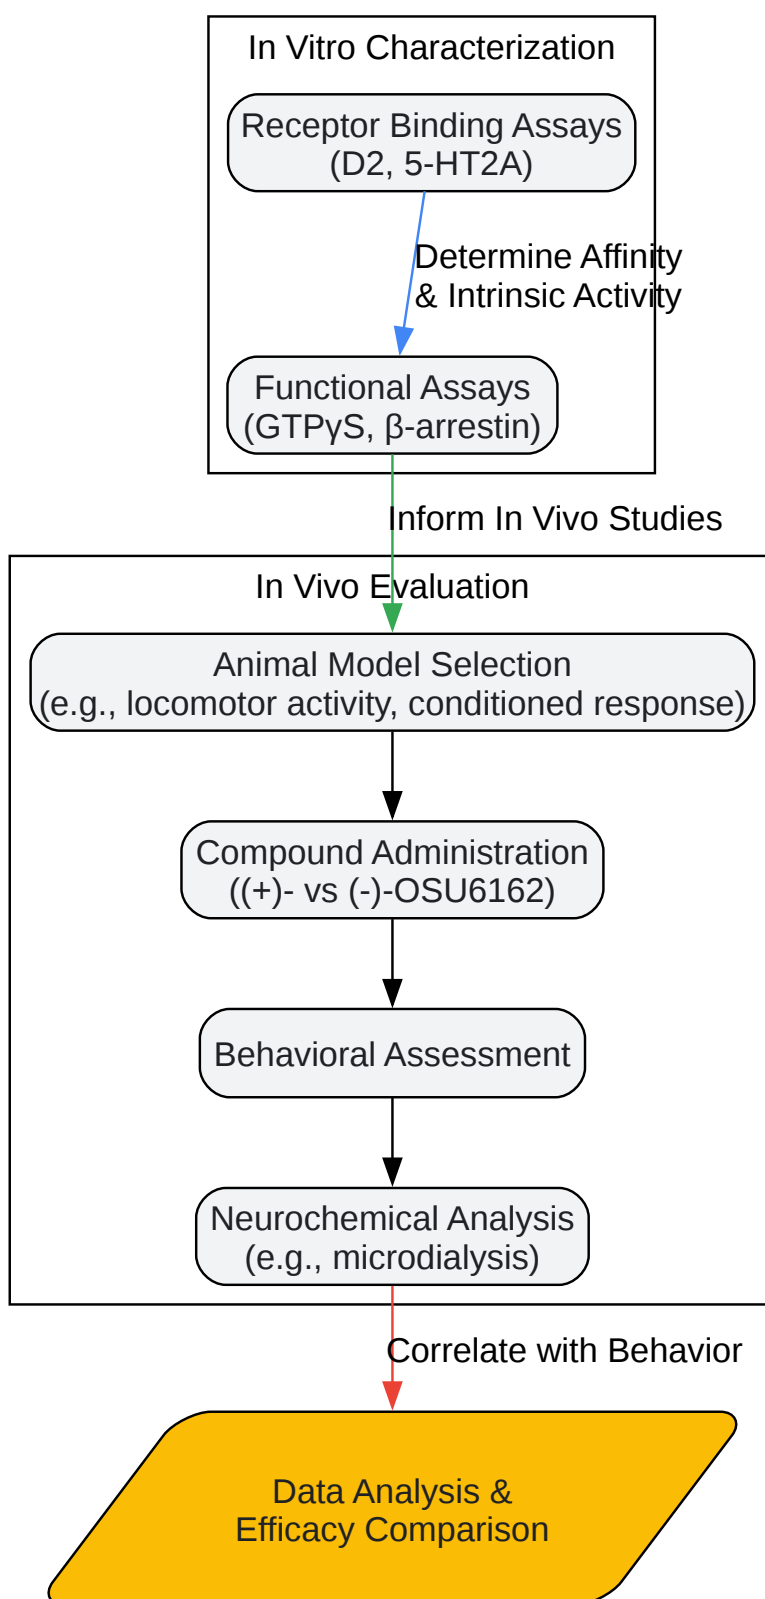 In Vitro Characterization
Receptor Binding Assays
(D2, 5-HT2A)
Determine Affinity
& Intrinsic Activity
Functional Assays
(GTPγS, β-arrestin)
Inform In Vivo Studies
In Vivo Evaluation
Animal Model Selection
(e.g., locomotor activity, conditioned response)
Compound Administration
((+)- vs (-)-OSU6162)
Behavioral Assessment
Neurochemical Analysis
(e.g., microdialysis)
Correlate with Behavior
Data Analysis &
Efficacy Comparison